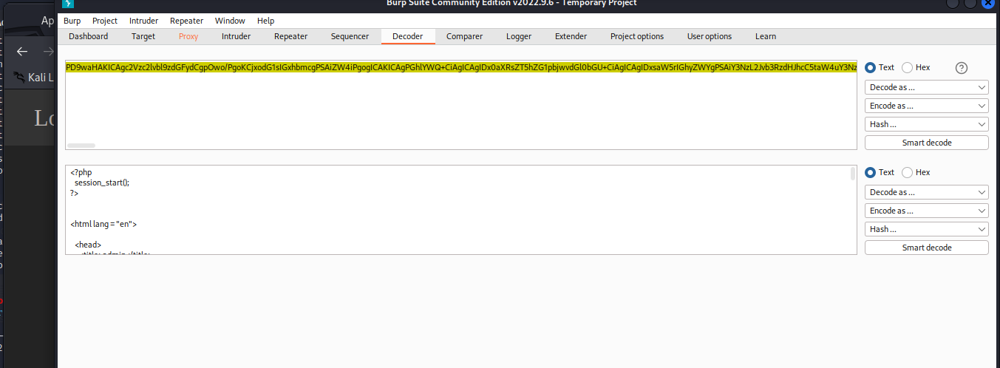 Burp Suite Community Edition v2022.9.6 - Temporary Project
Ap
Burp Project Intruder Repeater Window Help
Dashboard Target Proxy Intruder Repeater Sequencer Decoder Comparer Logger Extender Project options User options Learn
PD9waHAKICAgc2Vzc2lvbl9zdGFydCgpOwo/PgoKCjxodG1sIGxhbmcgPSAiZW4iPgogICAKICAgPGhlYWQ+CiAgICAgIDx0aXRsZT5hZG1pbjwvdGl0bGU+CiAgICAgIDxsaW5rIGhyZWYgPSAiY3NzL2Jvb3RzdHJhcC5taW4uY3Nz
Text Hex
Kali L
Decode as ...
Encode as ...
Lo
Hash ...
Smart decode
<?php
session_start();
?>
<html lang = "en">
<head>
<title>admin</title>
Text Hex
Decode as ...
Encode as ...
Hash ...
Smart decode